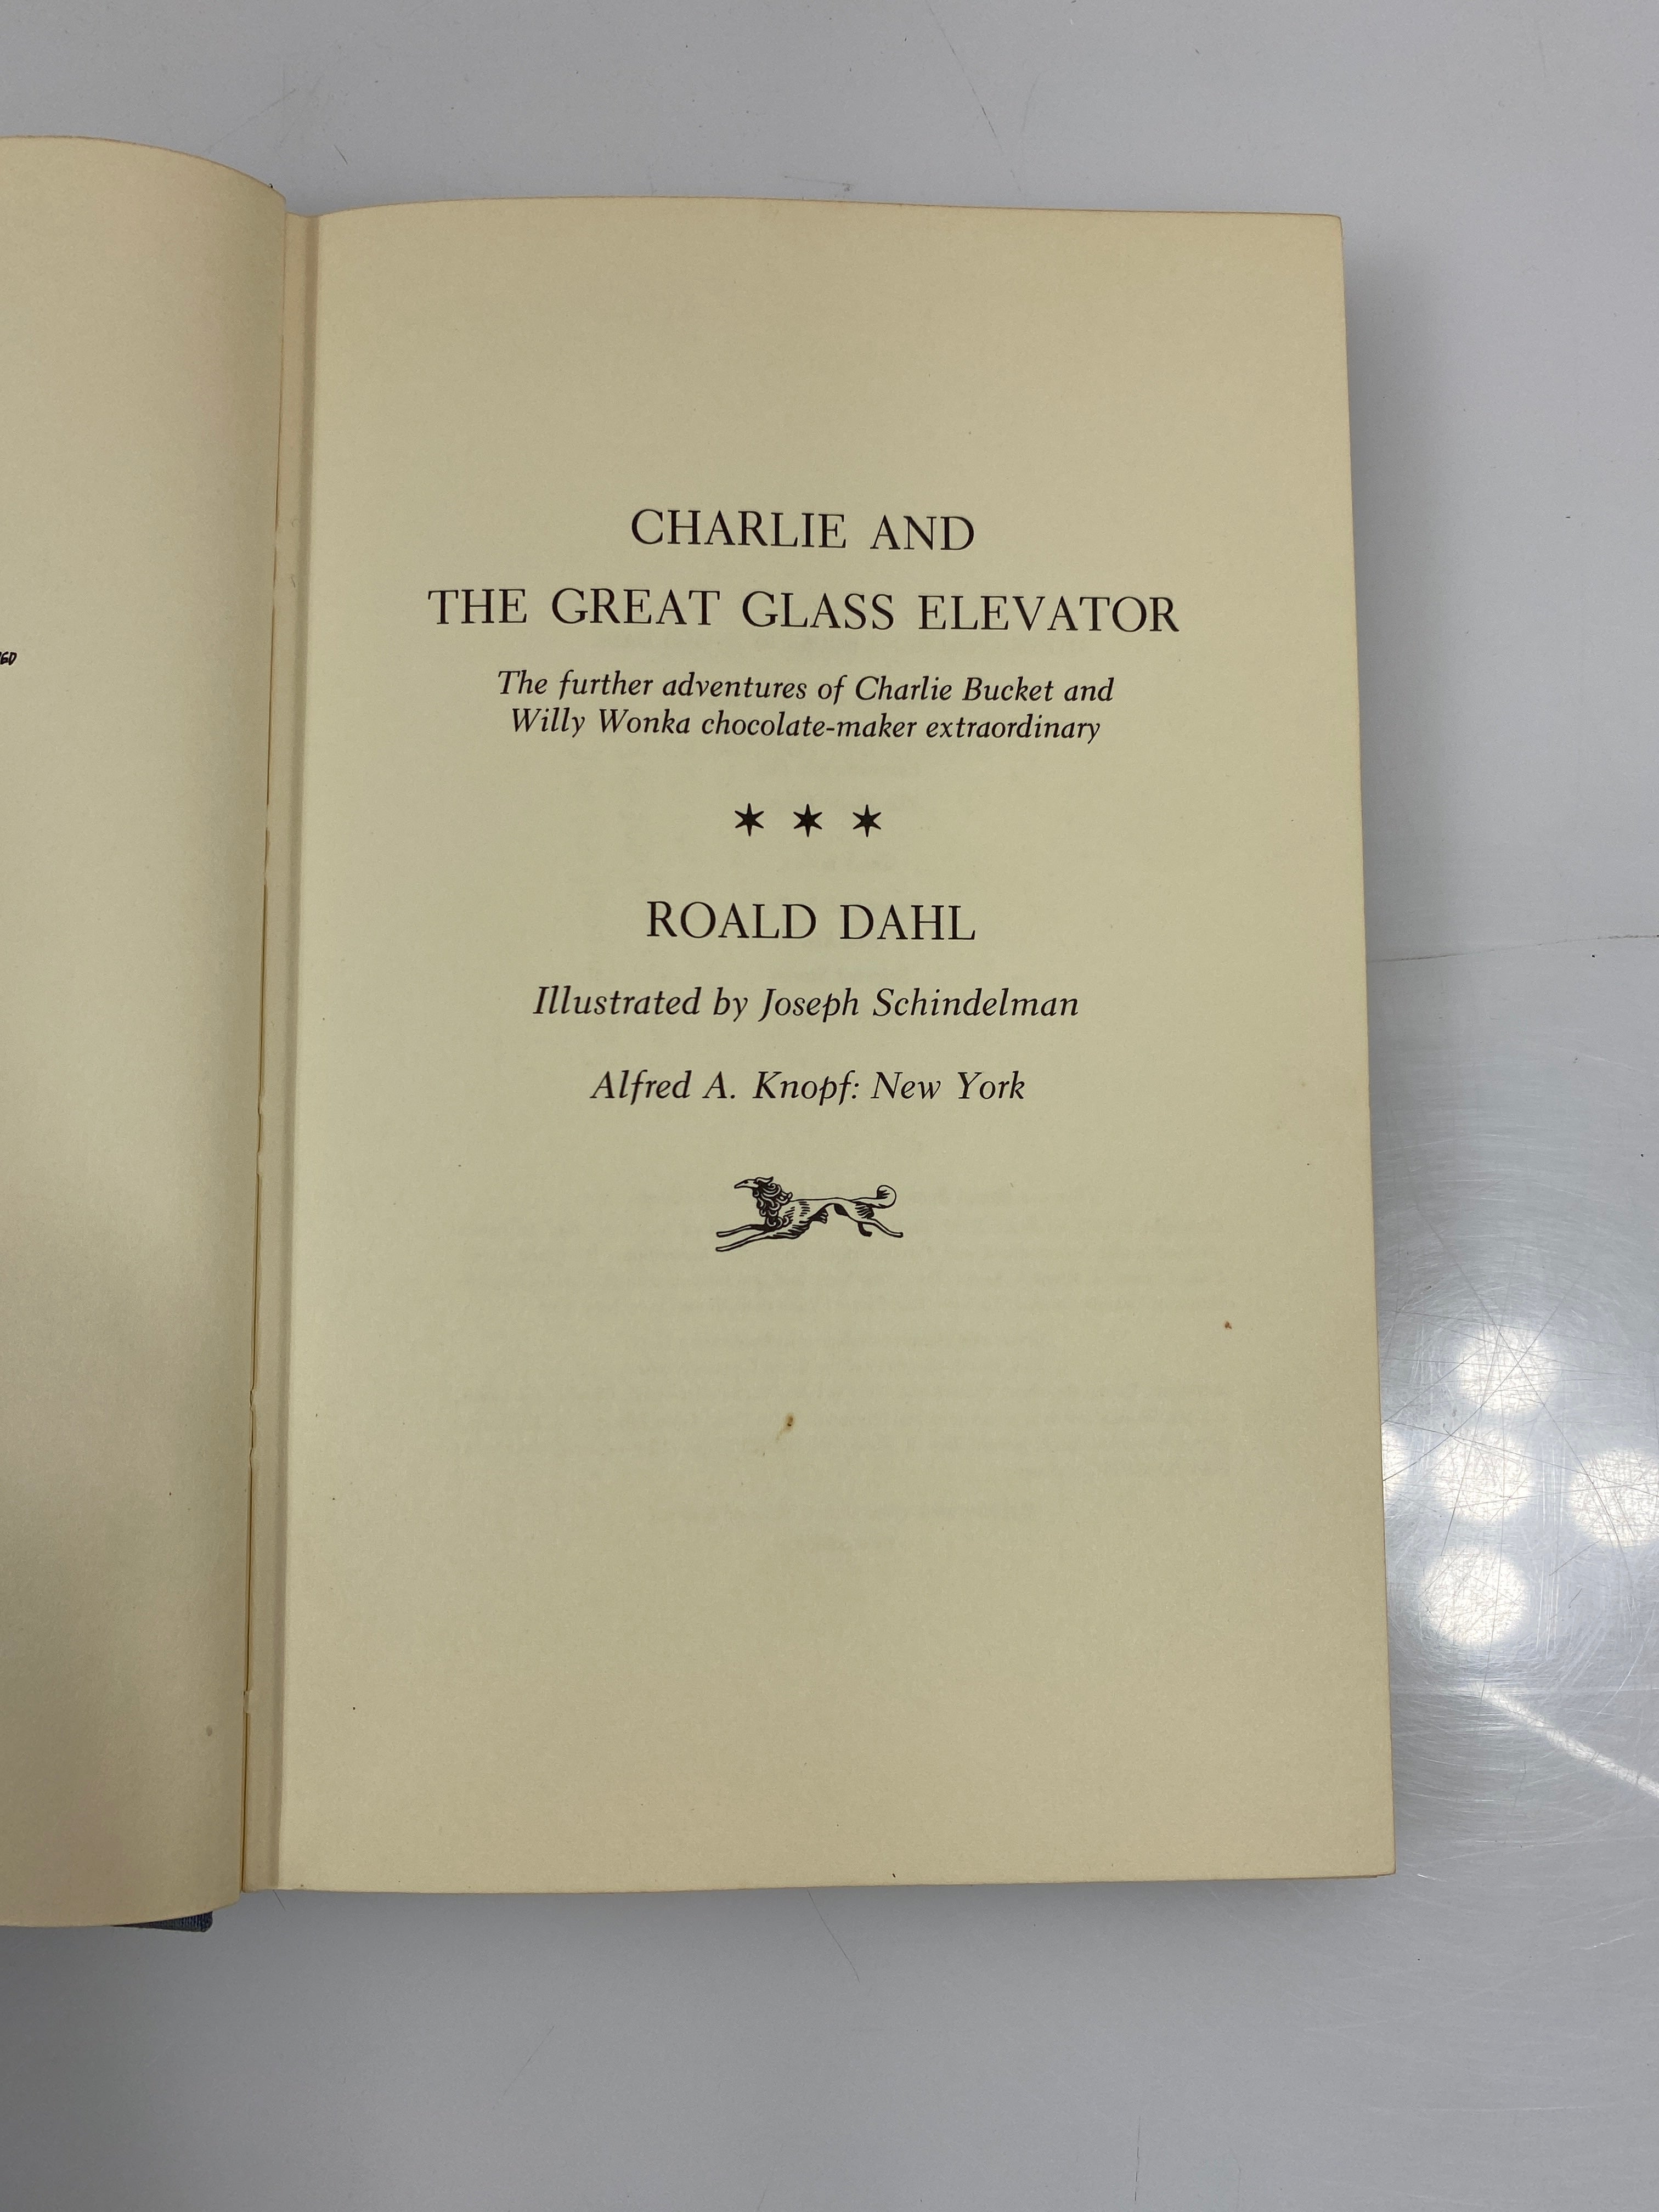 CHARLIE AND
THE GREAT GLASS ELEVATOR
The further adventures of Charlie Bucket and
Willy Wonka chocolate-maker extraordinary
* * *
ROALD DAHL
Illustrated by Joseph Schindelman
Alfred A. Knopf: New York